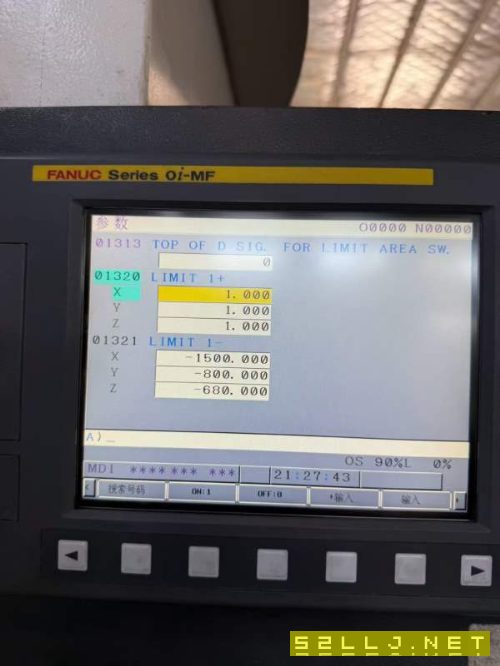 FANUC Series 0i-MF
参数 O0000 N00000
01313 TOP OF D SIG. FOR LIMIT AREA SW.
0
01320 LIMIT 1+
X 1.000
Y 1.000
Z 1.000
01321 LIMIT 1-
X -1500.000
Y -800.000
Z -680.000
A)_
OS 90%L 0%
MDI **** *** *** 21:27:43
搜索号码 ON:1 OFF:0 +输入 输入
52LLJ.NET